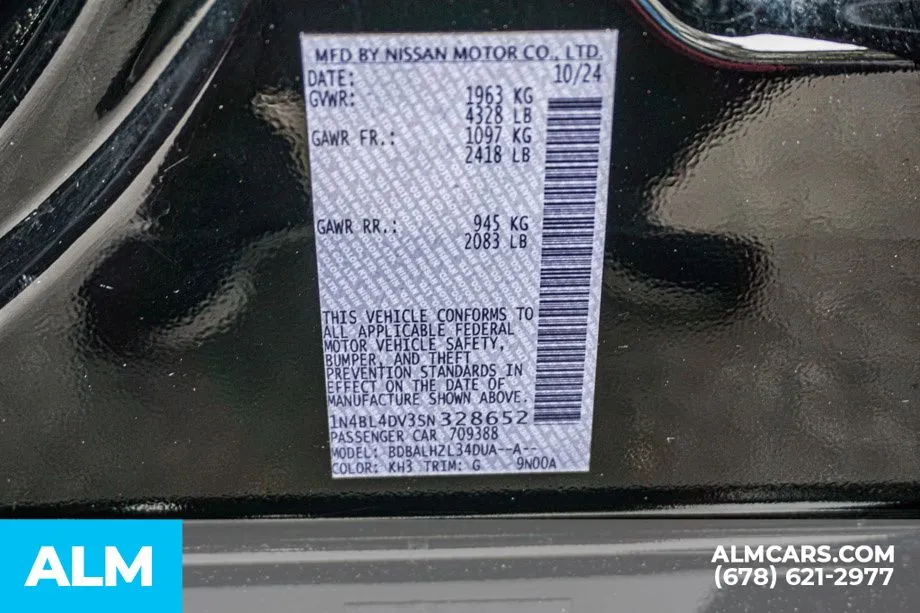 MFD BY NISSAN MOTOR CO., LTD.
DATE: 10/24
GVWR: 1963 KG
4328 LB
GAWR FR.: 1097 KG
2418 LB
GAWR RR.: 945 KG
2083 LB
THIS VEHICLE CONFORMS TO
ALL APPLICABLE FEDERAL
MOTOR VEHICLE SAFETY,
BUMPER, AND THEFT
PREVENTION STANDARDS IN
EFFECT ON THE DATE OF
MANUFACTURE SHOWN ABOVE.
1N4BL4DV3SN328652
PASSENGER CAR 709388
MODEL: BDBALHZL34DUA--A--
COLOR: KH3 TRIM: G 9N00A
ALM
ALMCARS.COM
(678) 621-2977